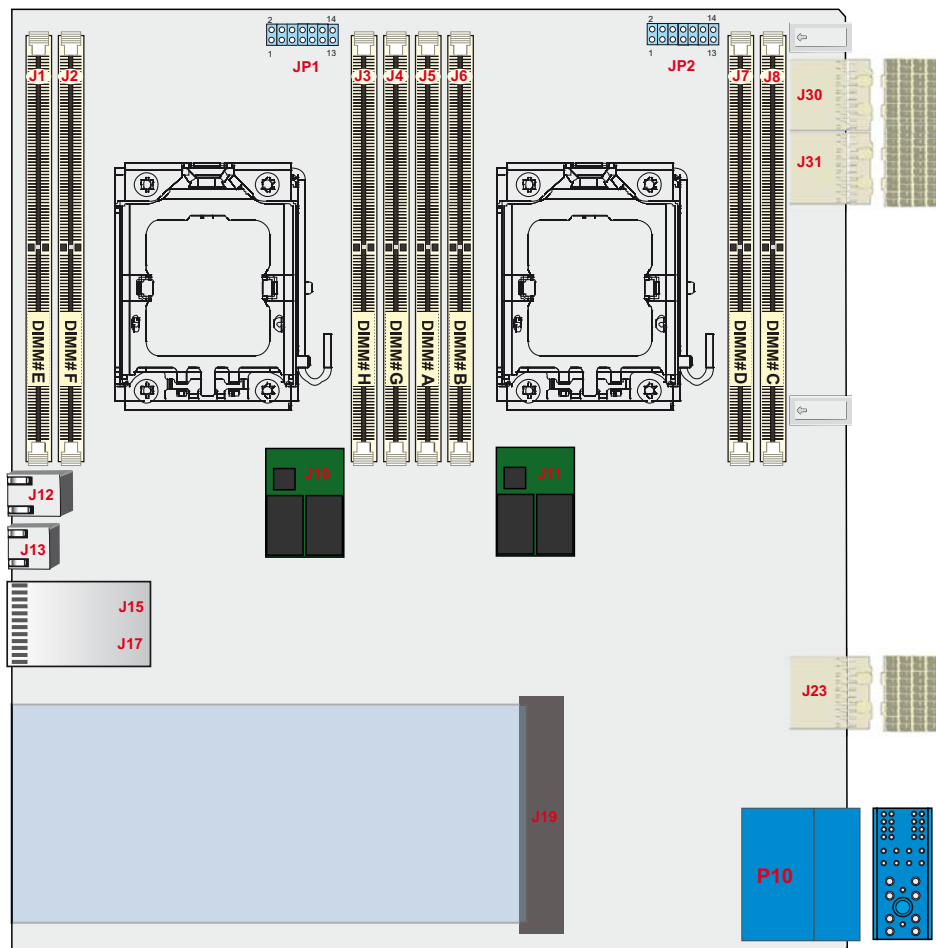 2 14
1 13
JP1
2 14
1 13
JP2
J1
J2
J3
J4
J5
J6
J7
J8
J30
J31
DIMM# E
DIMM# F
DIMM# H
DIMM# G
DIMM# A
DIMM# B
DIMM# D
DIMM# C
J10
J11
J12
J13
J15
J17
J23
J19
P10